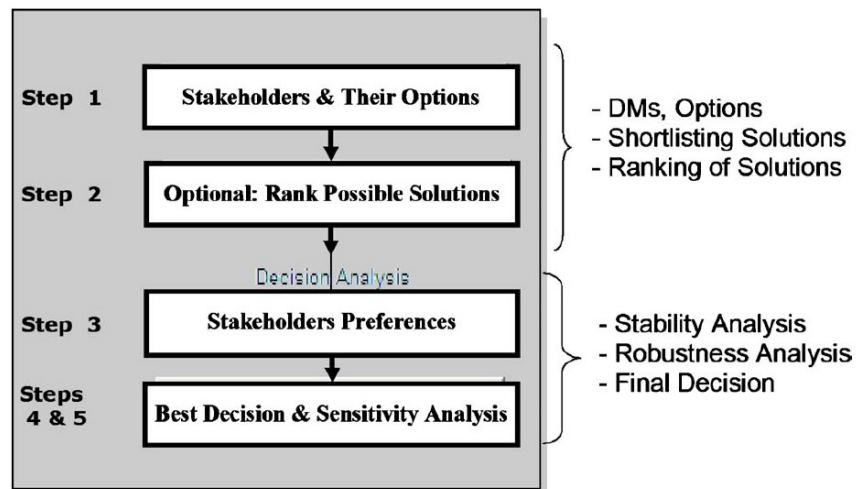 Step 1
Stakeholders & Their Options
Step 2
Optional: Rank Possible Solutions
- DMs, Options
- Shortlisting Solutions
- Ranking of Solutions
Decision Analysis
Step 3
Stakeholders Preferences
Steps
4 & 5
Best Decision & Sensitivity Analysis
- Stability Analysis
- Robustness Analysis
- Final Decision